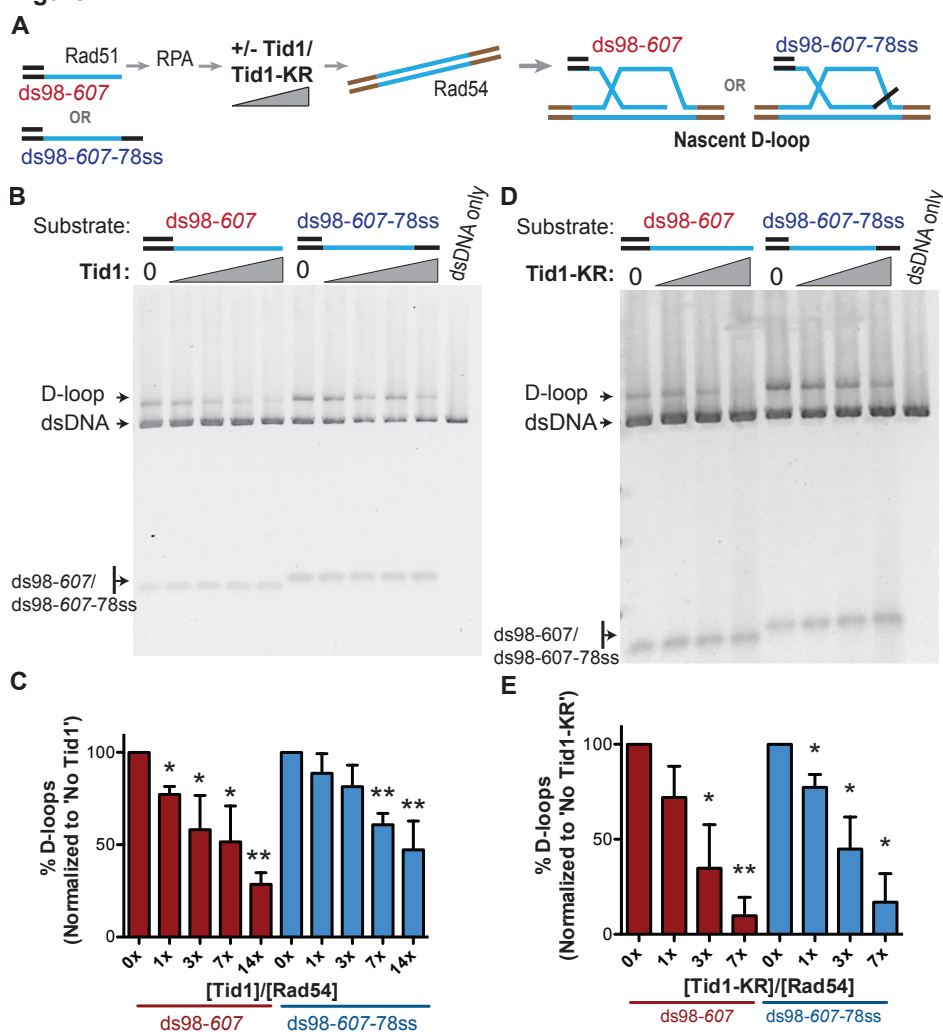 A
Rad51
RPA
+/- Tid1/
Tid1-KR
ds98-607
OR
ds98-607-78ss
Rad54
ds98-607
OR
ds98-607-78ss
Nascent D-loop
B
Substrate:
ds98-607
ds98-607-78ss
dsDNA only
Tid1:
0
0
D-loop
dsDNA
ds98-607/
ds98-607-78ss
D
Substrate:
ds98-607
ds98-607-78ss
dsDNA only
Tid1-KR:
0
0
D-loop
dsDNA
ds98-607/
ds98-607-78ss
C
% D-loops
(Normalized to 'No Tid1')
100
50
0
* * * ** ** **
0x 1x 3x 7x 14x 0x 1x 3x 7x 14x
[Tid1]/[Rad54]
ds98-607
ds98-607-78ss
E
% D-loops
(Normalized to 'No Tid1-KR')
100
50
0
* ** * * *
0x 1x 3x 7x 0x 1x 3x 7x
[Tid1-KR]/[Rad54]
ds98-607
ds98-607-78ss